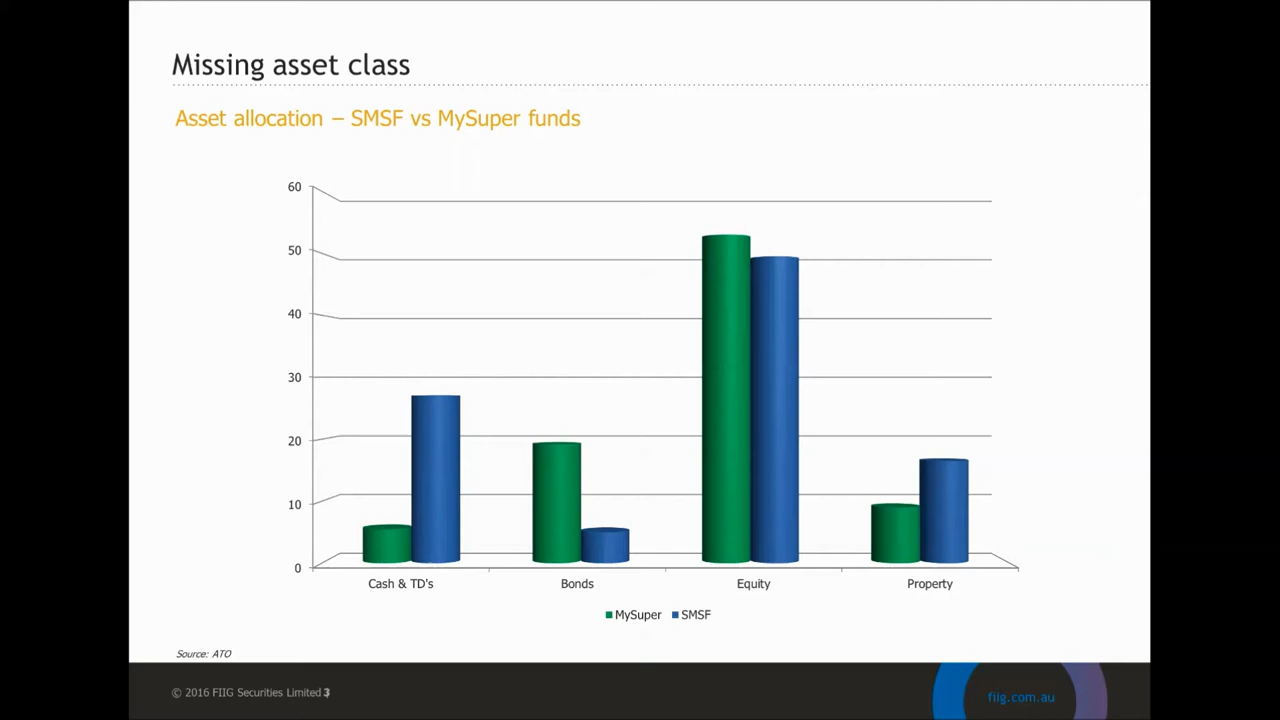 Missing asset class
Asset allocation – SMSF vs MySuper funds
60
50
40
30
20
10
0
Cash & TD's
Bonds
Equity
Property
MySuper
SMSF
Source: ATO
© 2016 FIIG Securities Limited 3
fiig.com.au